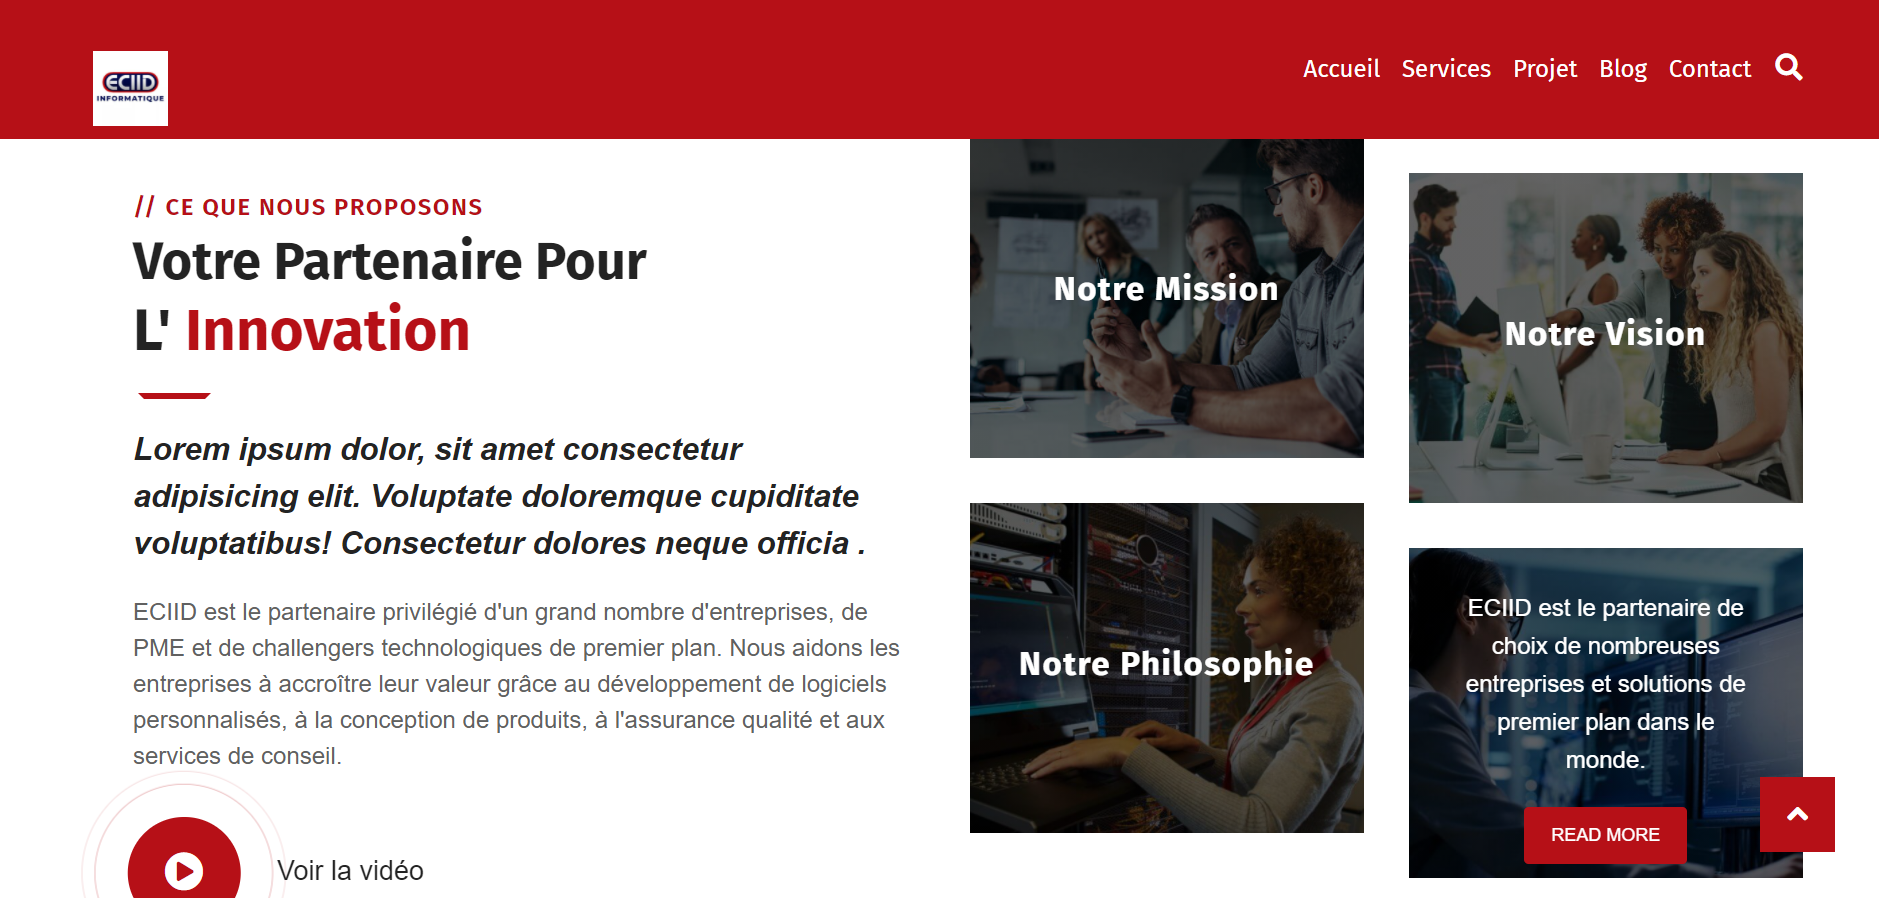 ECIID
INFORMATIQUE
Accueil Services Projet Blog Contact
// CE QUE NOUS PROPOSONS
Votre Partenaire Pour
L' Innovation
Lorem ipsum dolor, sit amet consectetur
adipisicing elit. Voluptate doloremque cupiditate
voluptatibus! Consectetur dolores neque officia .
ECIID est le partenaire privilégié d'un grand nombre d'entreprises, de
PME et de challengers technologiques de premier plan. Nous aidons les
entreprises à accroître leur valeur grâce au développement de logiciels
personnalisés, à la conception de produits, à l'assurance qualité et aux
services de conseil.
Voir la vidéo
Notre Mission
Notre Vision
Notre Philosophie
ECIID est le partenaire de
choix de nombreuses
entreprises et solutions de
premier plan dans le
monde.
READ MORE